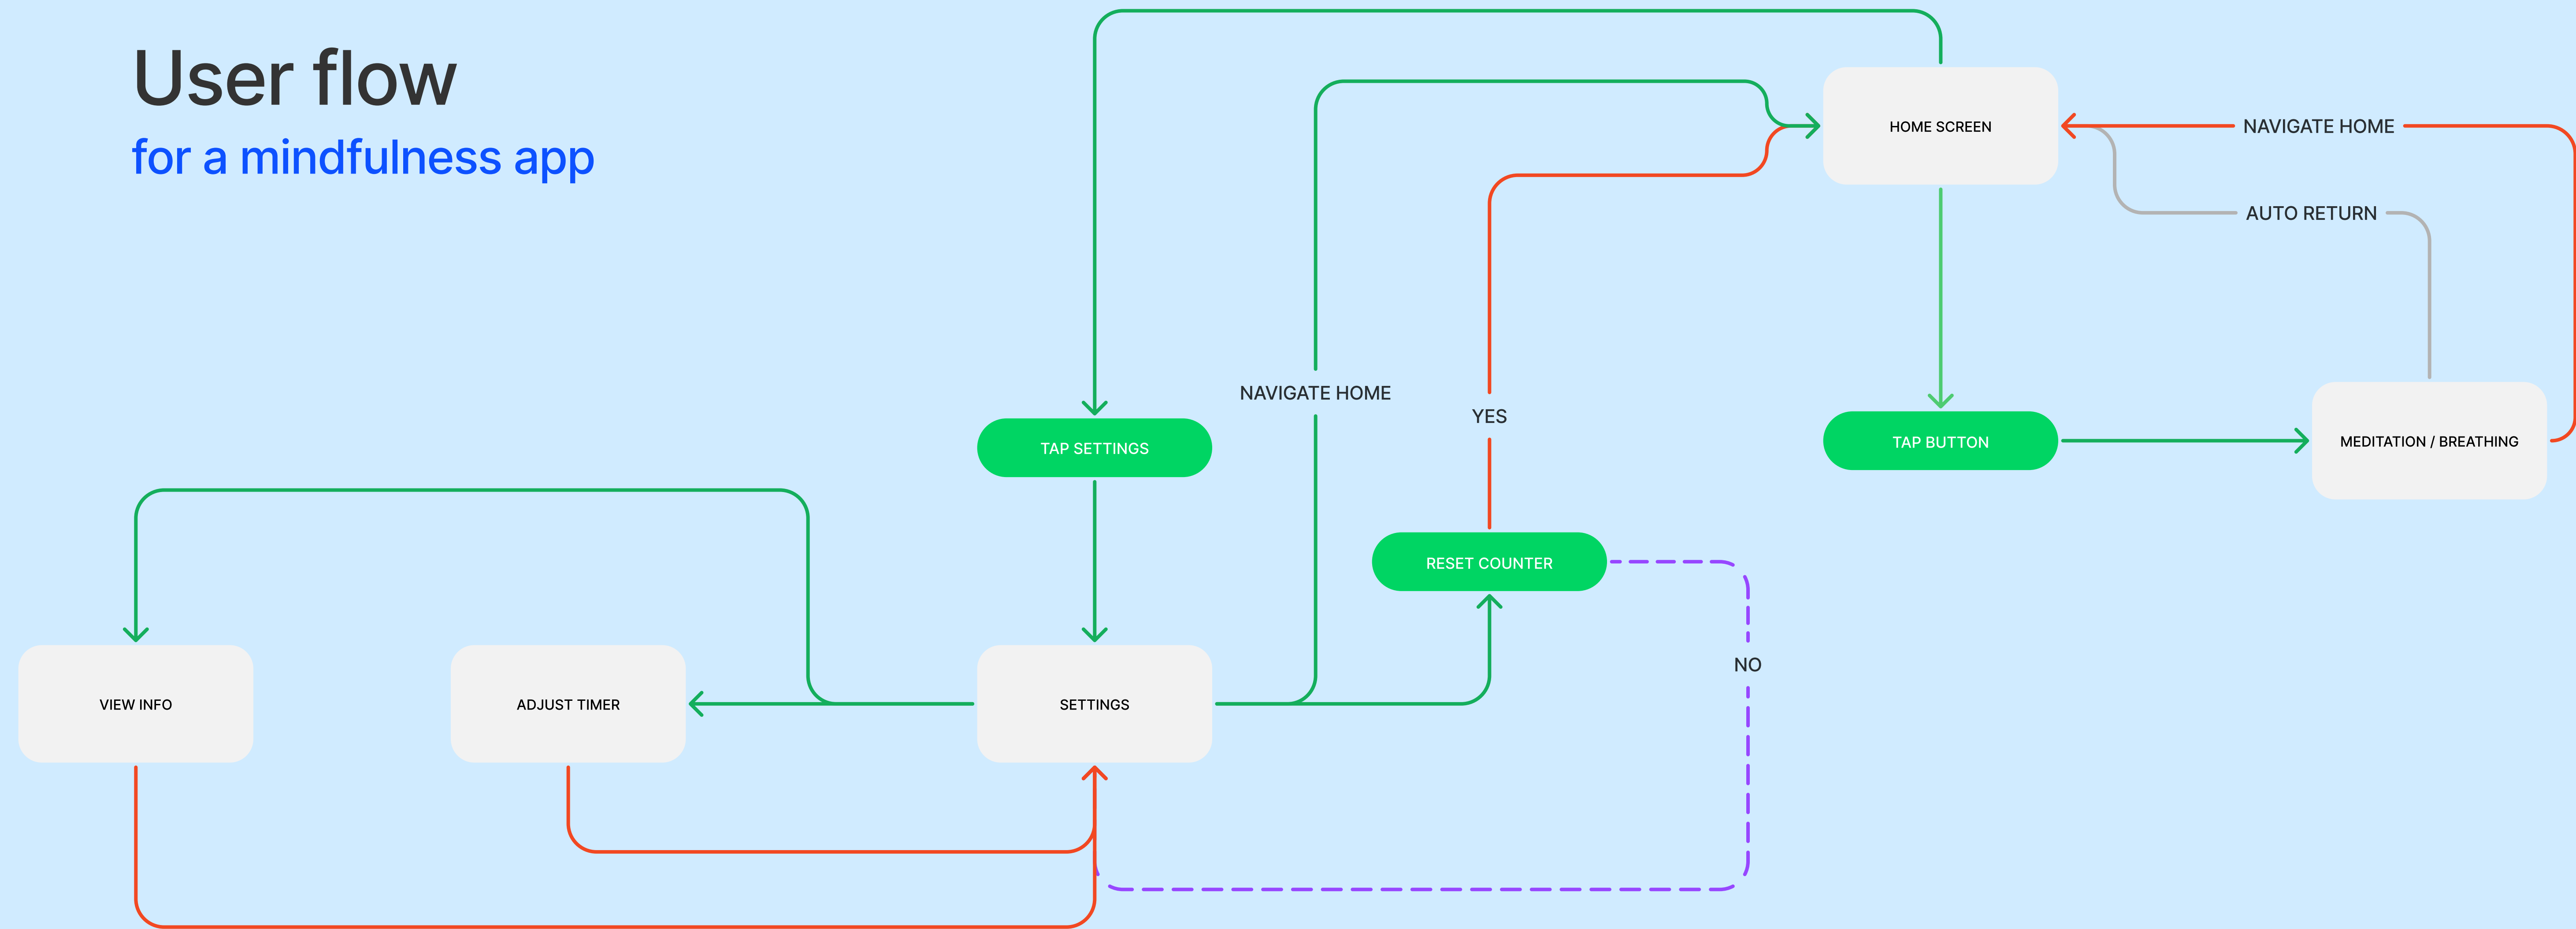 User flow
for a mindfulness app
HOME SCREEN
NAVIGATE HOME
AUTO RETURN
NAVIGATE HOME
YES
TAP SETTINGS
TAP BUTTON
MEDITATION / BREATHING
RESET COUNTER
NO
VIEW INFO
ADJUST TIMER
SETTINGS